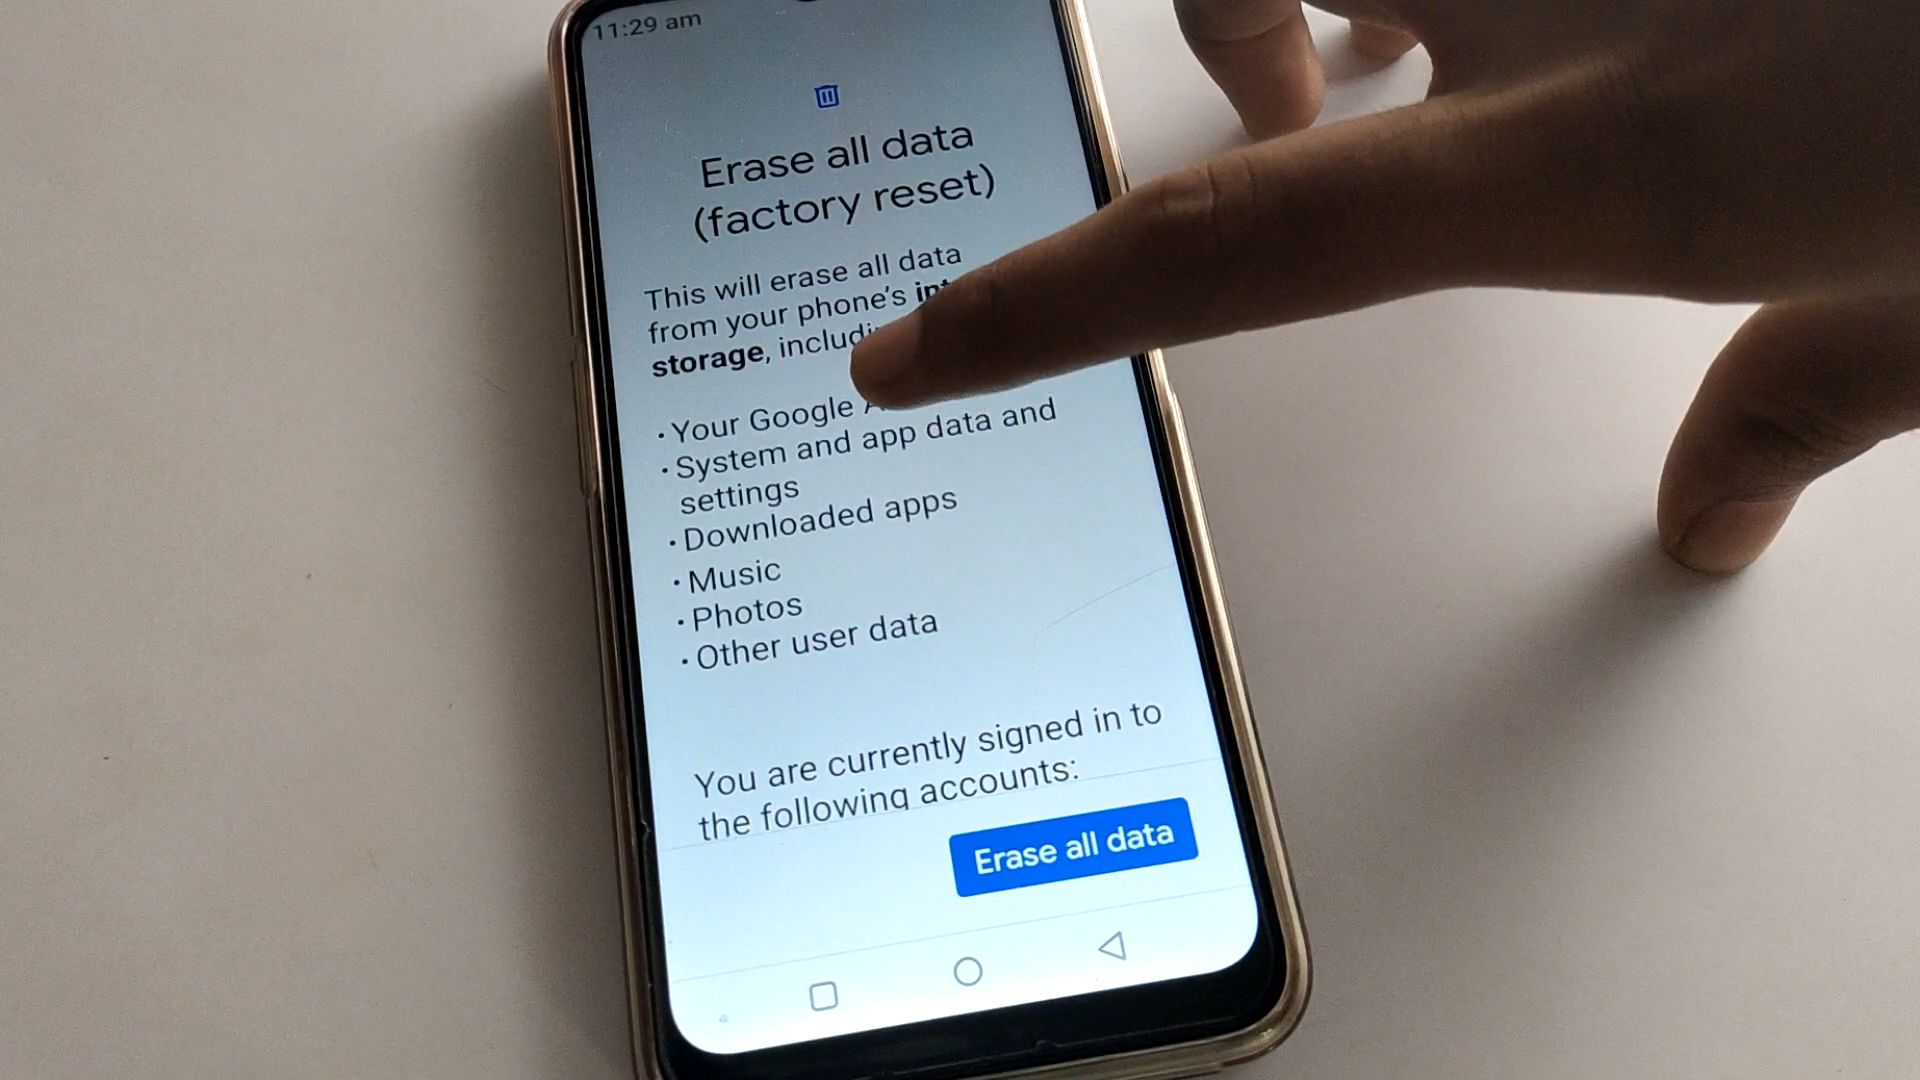 11:29 am
Erase all data
(factory reset)
This will erase all data
from your phone's
storage, includi
• Your Google
• System and app data and
settings
• Downloaded apps
• Music
• Photos
• Other user data
You are currently signed in to
the following accounts:
Erase all data